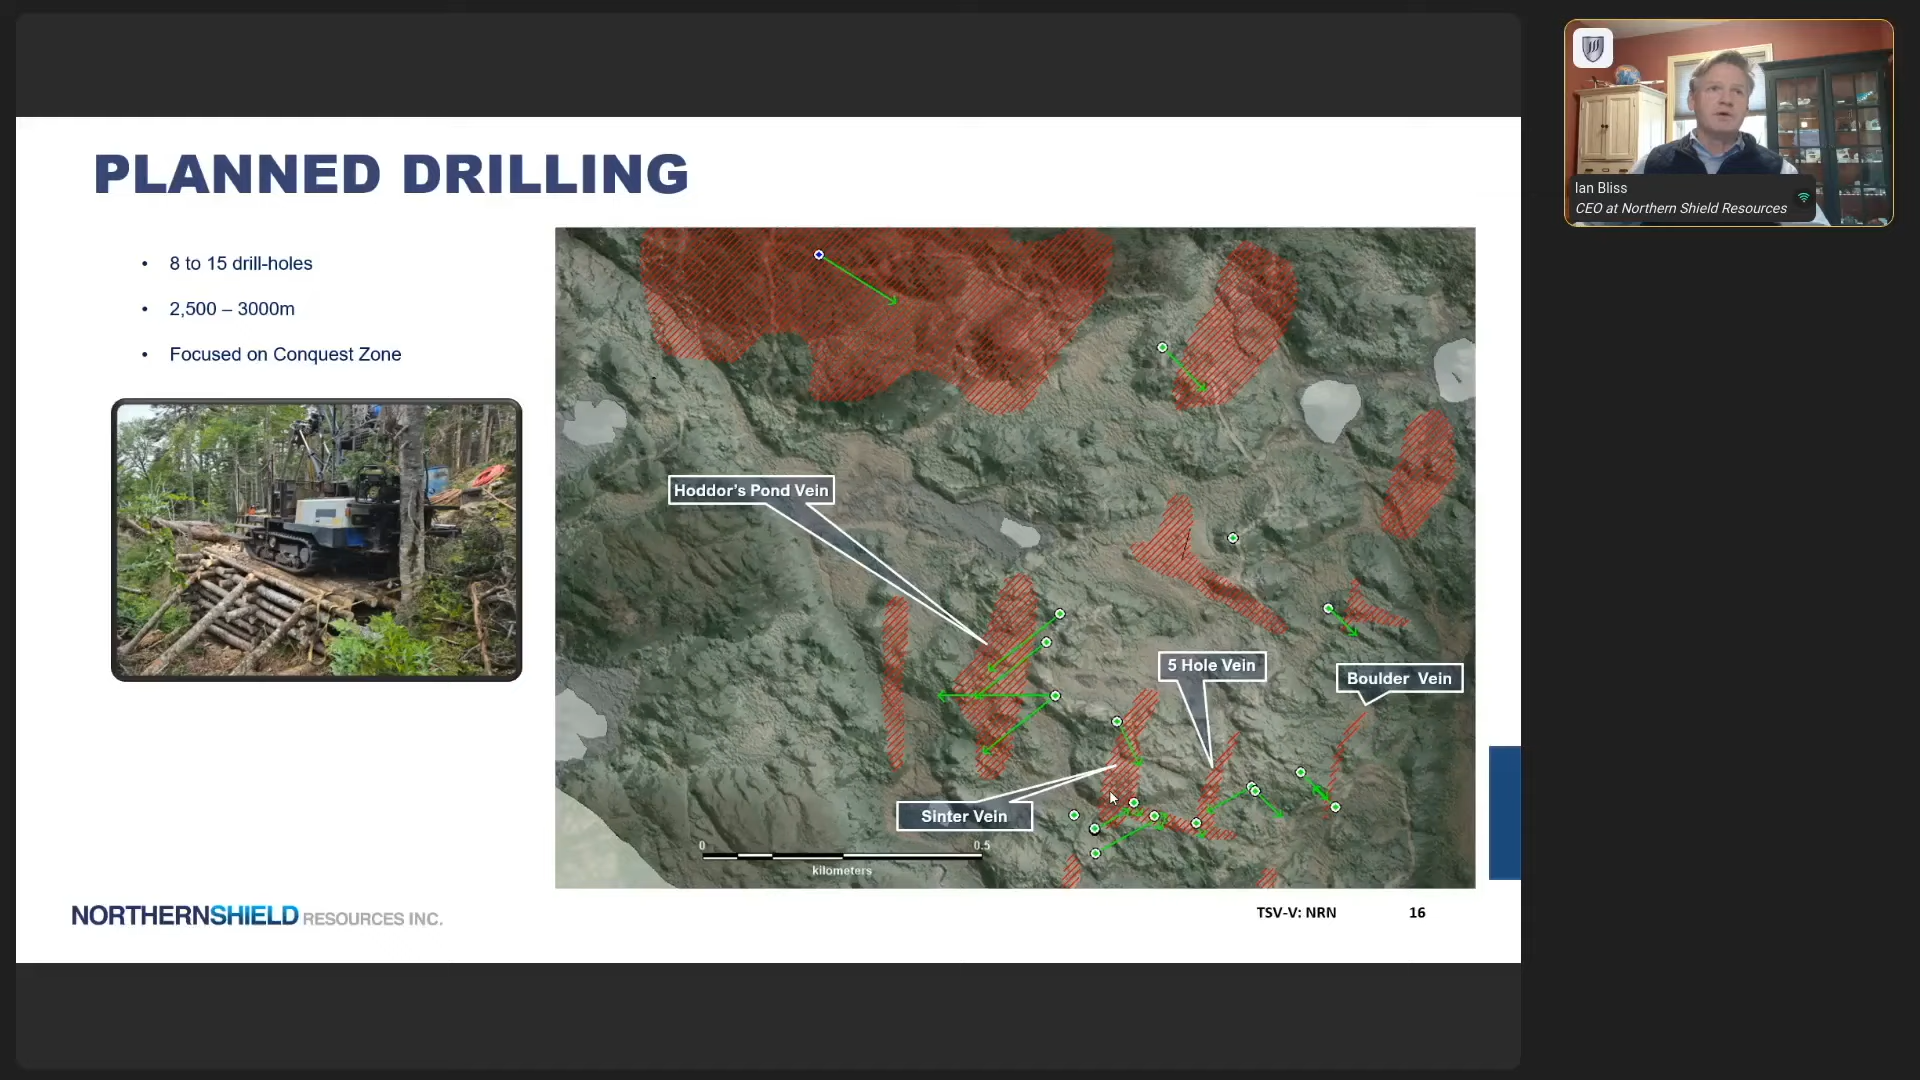 PLANNED DRILLING
• 8 to 15 drill-holes
• 2,500 – 3000m
• Focused on Conquest Zone
Hoddor's Pond Vein
5 Hole Vein
Boulder Vein
Sinter Vein
0 0.5
kilometers
NORTHERNSHIELD RESOURCES INC.
TSV-V: NRN 16
Ian Bliss
CEO at Northern Shield Resources